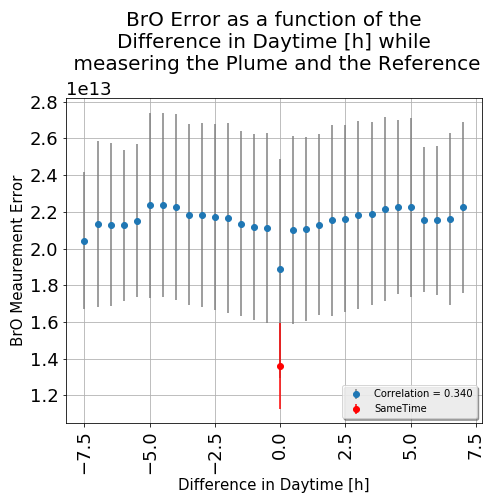 BrO Error as a function of the
Difference in Daytime [h] while
measering the Plume and the Reference
1e13
2.8
2.6
2.4
2.2
2.0
1.8
1.6
1.4
1.2
BrO Meaurement Error
Correlation = 0.340
SameTime
−7.5
−5.0
−2.5
0.0
2.5
5.0
7.5
Difference in Daytime [h]